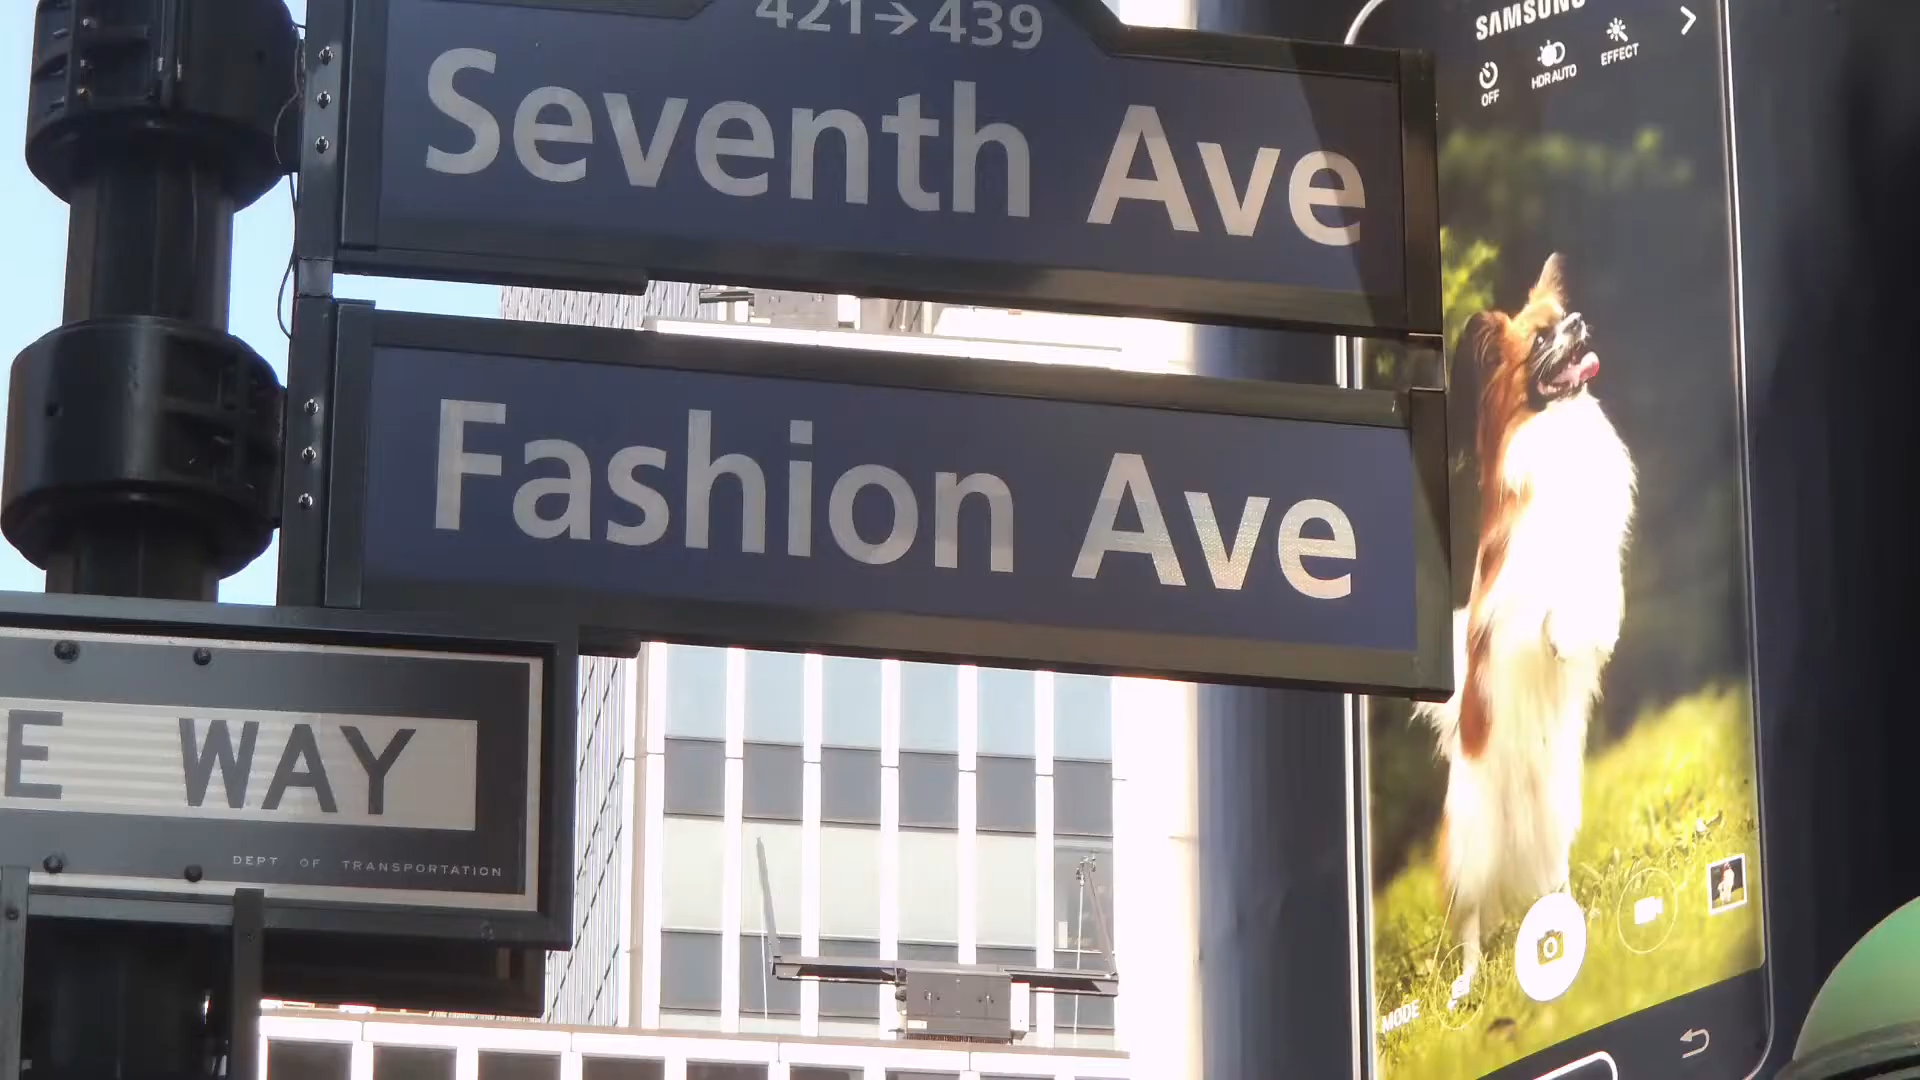 421→439
Seventh Ave
Fashion Ave
E WAY
DEPT OF TRANSPORTATION
SAMSUNG
OFF
HDR AUTO
EFFECT
MODE